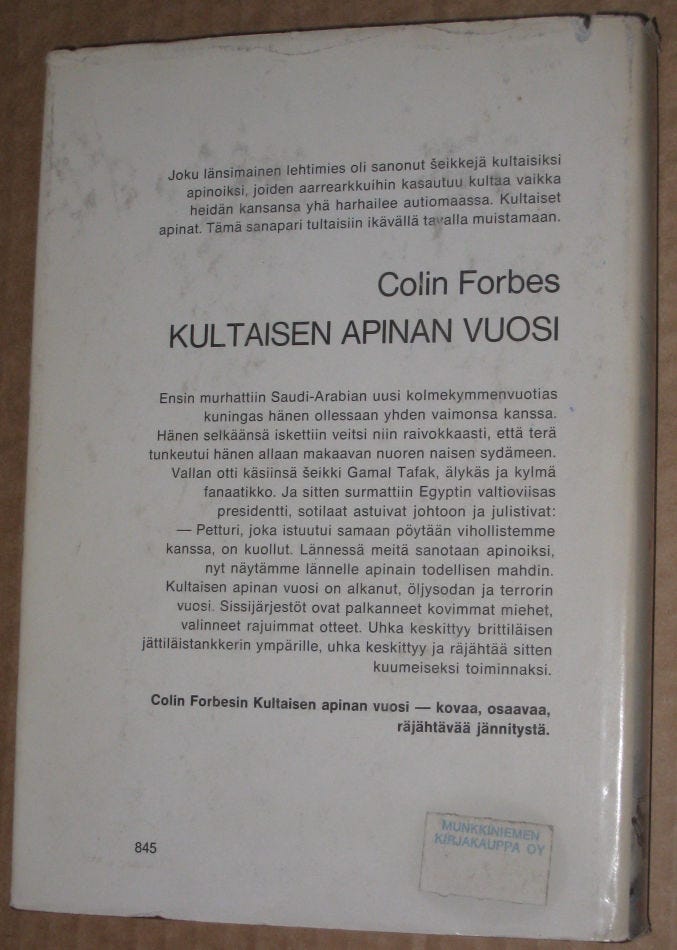 Joku länsimainen lehtimies oli sanonut šeikkejä kultaisiksi
apinoiksi, joiden aarrearkkuihin kasautuu kultaa vaikka
heidän kansansa yhä harhailee autiomaassa. Kultaiset
apinat. Tämä sanapari tultaisiin ikävällä tavalla muistamaan.
Colin Forbes
KULTAISEN APINAN VUOSI
Ensin murhattiin Saudi-Arabian uusi kolmekymmenvuotias
kuningas hänen ollessaan yhden vaimonsa kanssa.
Hänen selkäänsä iskettiin veitsi niin raivokkaasti, että terä
tunkeutui hänen allaan makaavan nuoren naisen sydämeen.
Vallan otti käsiinsä šeikki Gamal Tafak, älykäs ja kylmä
fanaatikko. Ja sitten surmattiin Egyptin valtioviisas
presidentti, sotilaat astuivat johtoon ja julistivat:
— Petturi, joka istuutui samaan pöytään vihollistemme
kanssa, on kuollut. Lännessä meitä sanotaan apinoiksi,
nyt näytämme lännelle apinain todellisen mahdin.
Kultaisen apinan vuosi on alkanut, öljysodan ja terrorin
vuosi. Sissijärjestöt ovat palkanneet kovimmat miehet,
valinneet rajuimmat otteet. Uhka keskittyy brittiläisen
jättiläistankkerin ympärille, uhka keskittyy ja räjähtää sitten
kuumeiseksi toiminnaksi.
Colin Forbesin Kultaisen apinan vuosi — kovaa, osaavaa,
räjähtävää jännitystä.
845
MUNKKINIEMEN
KIRJAKAUPPA OY